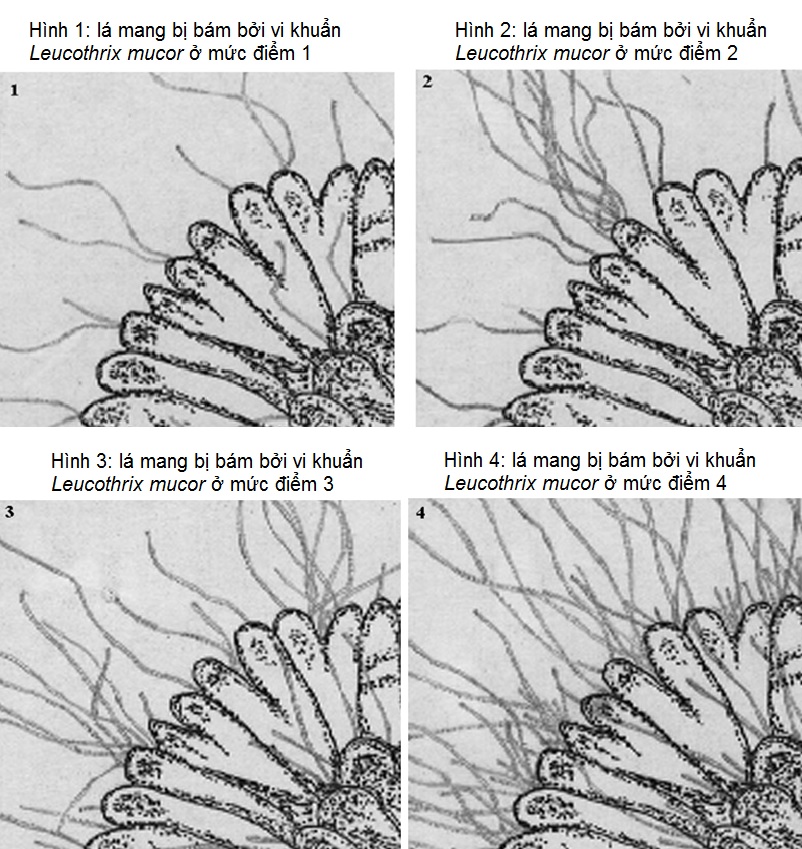 Hình 1: lá mang bị bám bởi vi khuẩn
Leucothrix mucor ở mức điểm 1
Hình 2: lá mang bị bám bởi vi khuẩn
Leucothrix mucor ở mức điểm 2
1
2
Hình 3: lá mang bị bám bởi vi khuẩn
Leucothrix mucor ở mức điểm 3
Hình 4: lá mang bị bám bởi vi khuẩn
Leucothrix mucor ở mức điểm 4
3
4